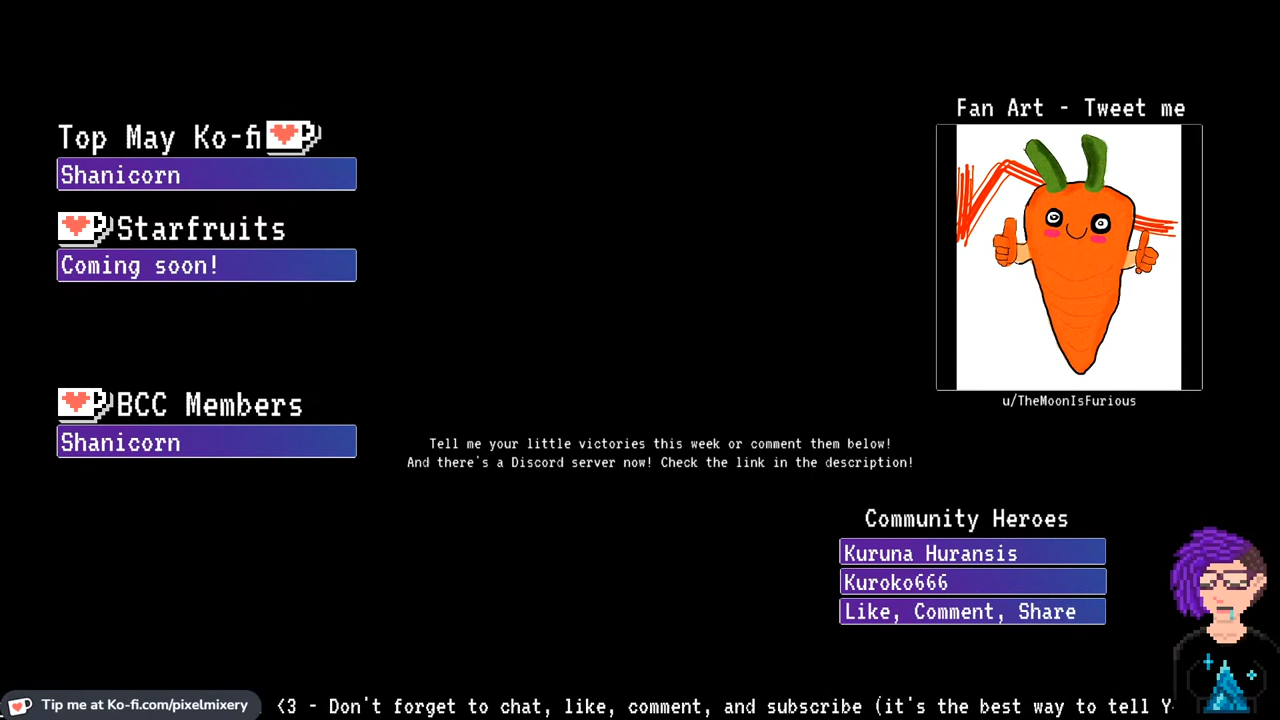 Top May Ko-fi
Shanicorn
Starfruits
Coming soon!
BCC Members
Shanicorn
Fan Art - Tweet me
u/TheMoonIsFurious
Tell me your little victories this week or comment them below!
And there's a Discord server now! Check the link in the description!
Community Heroes
Kuruna Huransis
Kuroko666
Like, Comment, Share
Tip me at Ko-fi.com/pixelmixery
<3 - Don't forget to chat, like, comment, and subscribe (it's the best way to tell Y